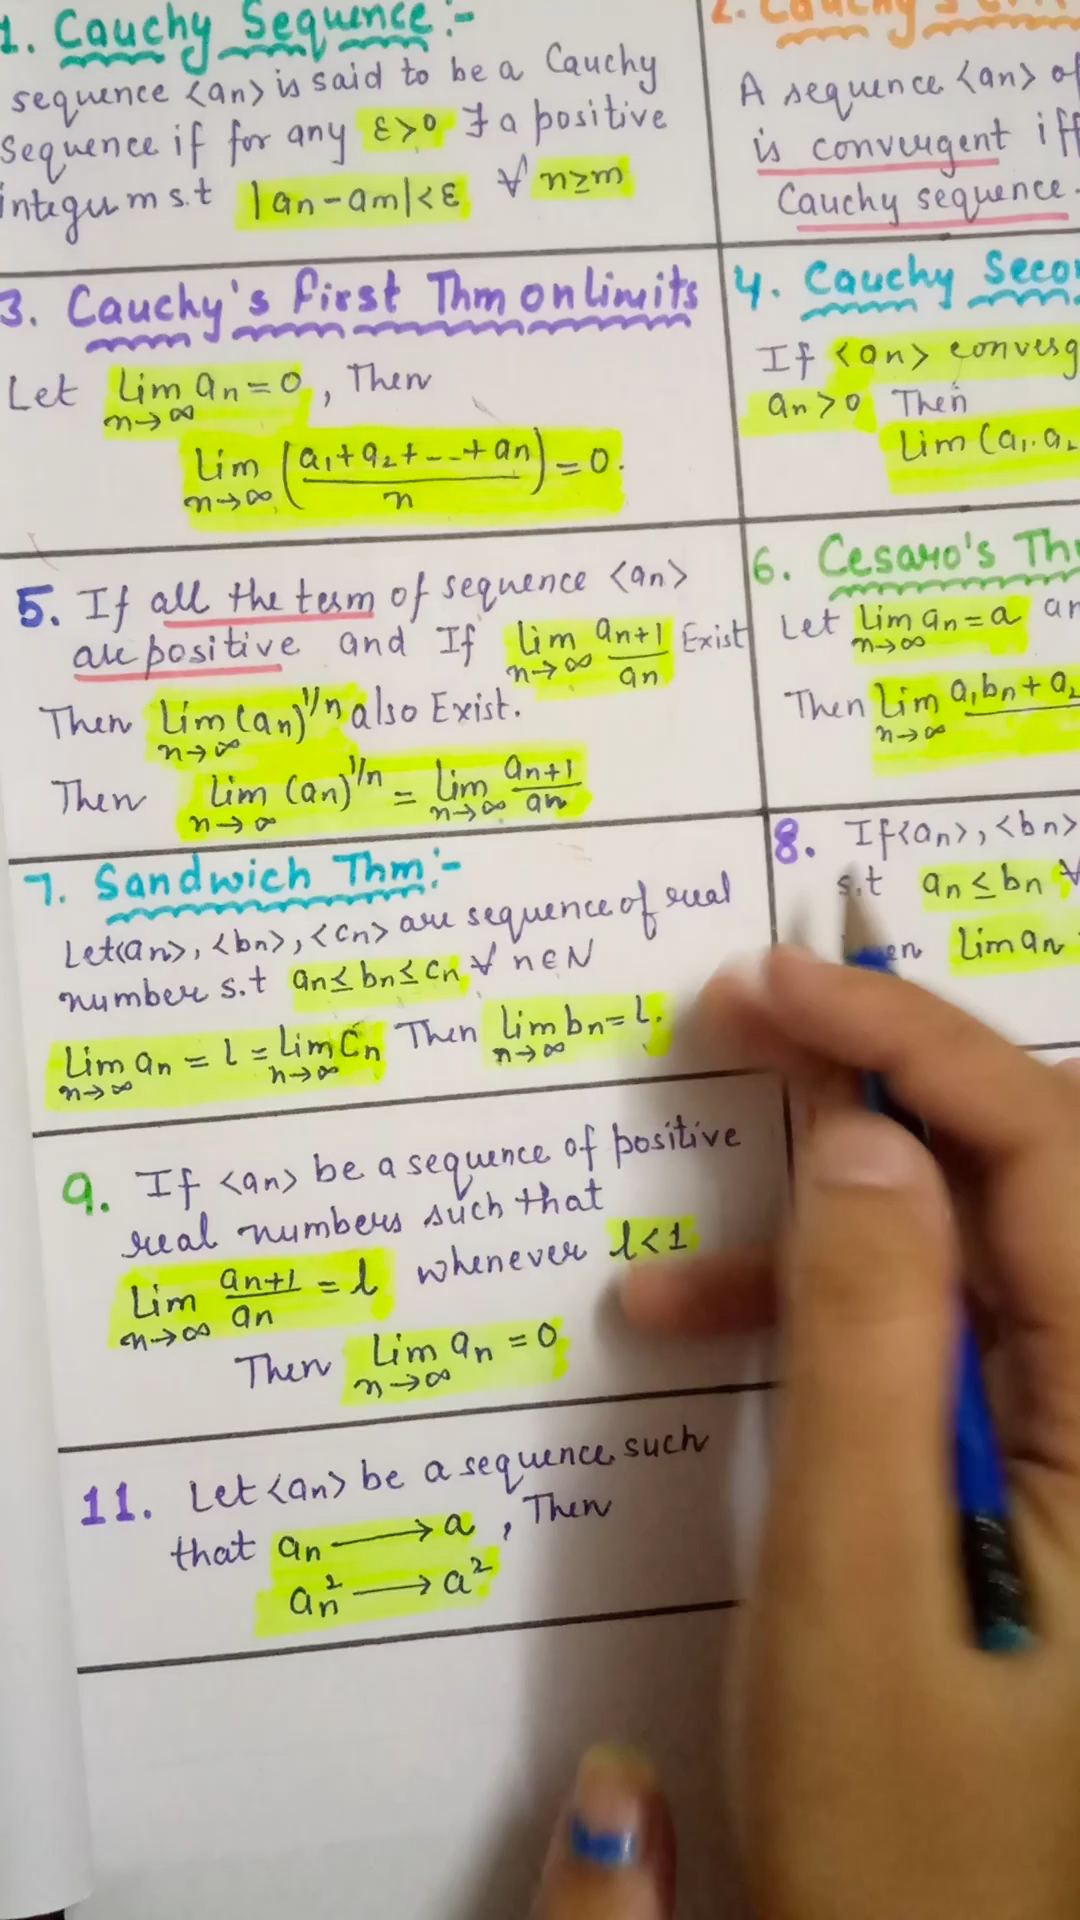 1. Cauchy Sequence:-
sequence <an> is said to be a Cauchy
Sequence if for any ε>0 ∃ a positive
integer m s.t |an-am|<ε ∀ n≥m
2. Cauchy's
A sequence <an> of
is convergent iff
Cauchy sequence.
3. Cauchy's first Thm on limits
Let lim an = 0, Then
n→∞
Lim (a1+a2+--+an) = 0.
n→∞ n
4. Cauchy
If <an>
an>0 Then
Lim (a1.a2
5. If all the term of sequence <an>
are positive and If lim an+1 Exist
n→∞ an
Then lim (an)^1/n also Exist.
n→∞
Then lim (an)^1/n = lim an+1
n→∞ n→∞ an
6. Cesaro's
Let lim an = a
n→∞
Then lim a1bn + a2
n→∞
7. Sandwich Thm:-
Let <an>, <bn>, <cn> are sequence of real
number s.t an ≤ bn ≤ cn ∀ n∈N
Lim an = l = lim Cn Then lim bn = l.
n→∞ n→∞ n→∞
8. If <an>, <bn>
s.t an ≤ bn ∀
Lim an
9. If <an> be a sequence of positive
real numbers such that
Lim an+1 = l whenever l<1
n→∞ an
Then Lim an = 0
n→∞
11. Let <an> be a sequence such
that an → a, Then
an² → a²